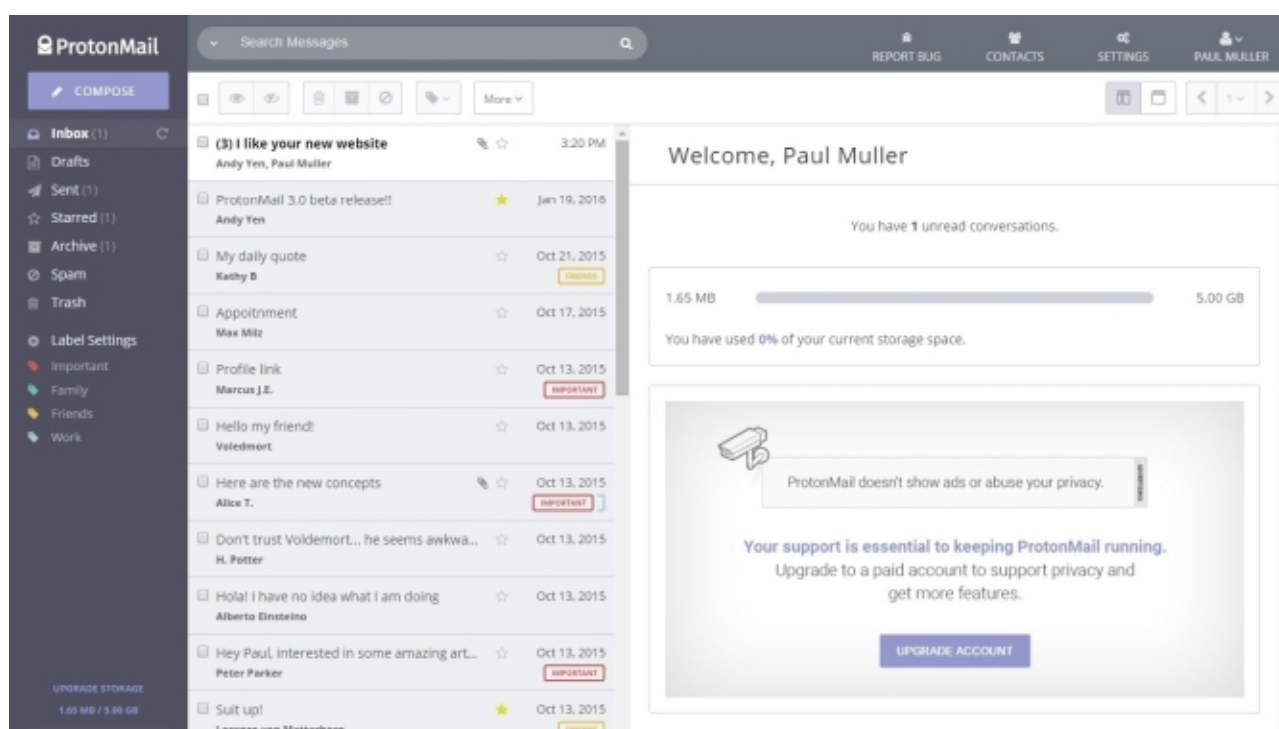 ProtonMail
Search Messages
REPORT BUG
CONTACTS
SETTINGS
PAUL MULLER
COMPOSE
More
1
Inbox (1)
Drafts
Sent (1)
Starred (1)
Archive (1)
Spam
Trash
Label Settings
Important
Family
Friends
Work
UPGRADE STORAGE
1.65 MB / 5.00 GB
(3) I like your new website
3:20 PM
Andy Yen, Paul Muller
ProtonMail 3.0 beta release!!
Jan 19, 2016
Andy Yen
My daily quote
Oct 21, 2015
Kathy B
FRIENDS
Appoitnment
Oct 17, 2015
Max Milz
Profile link
Oct 13, 2015
Marcus J.E.
IMPORTANT
Hello my friend!
Oct 13, 2015
Voledmort
Here are the new concepts
Oct 13, 2015
Alice T.
IMPORTANT
Don't trust Voldemort... he seems awkwa...
Oct 13, 2015
H. Potter
Hola! I have no idea what I am doing
Oct 13, 2015
Alberto Einsteino
Hey Paul, interested in some amazing art...
Oct 13, 2015
Peter Parker
IMPORTANT
Suit up!
Oct 13, 2015
Welcome, Paul Muller
You have 1 unread conversations.
1.65 MB
5.00 GB
You have used 0% of your current storage space.
ProtonMail doesn't show ads or abuse your privacy.
Your support is essential to keeping ProtonMail running.
Upgrade to a paid account to support privacy and
get more features.
UPGRADE ACCOUNT